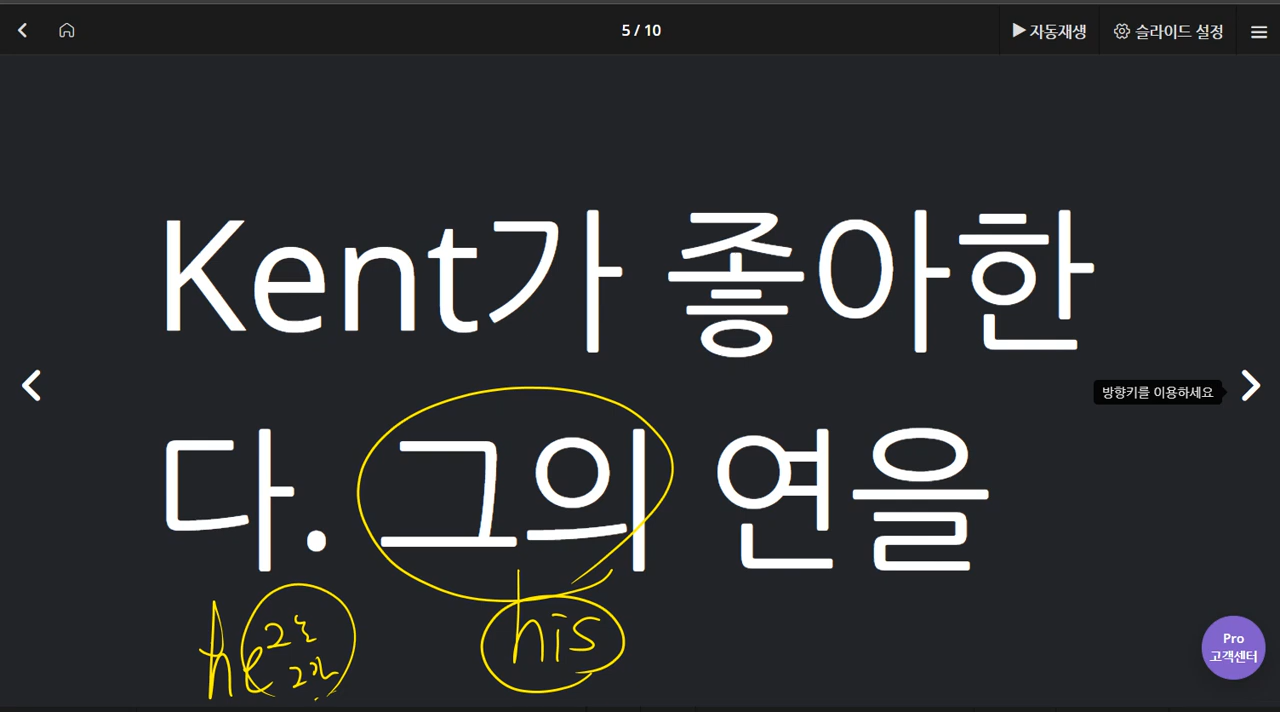 5 / 10
자동재생
슬라이드 설정
Kent가 좋아한
방향키를 이용하세요
다. 그의 연을
he 그는
그가
his
Pro
고객센터